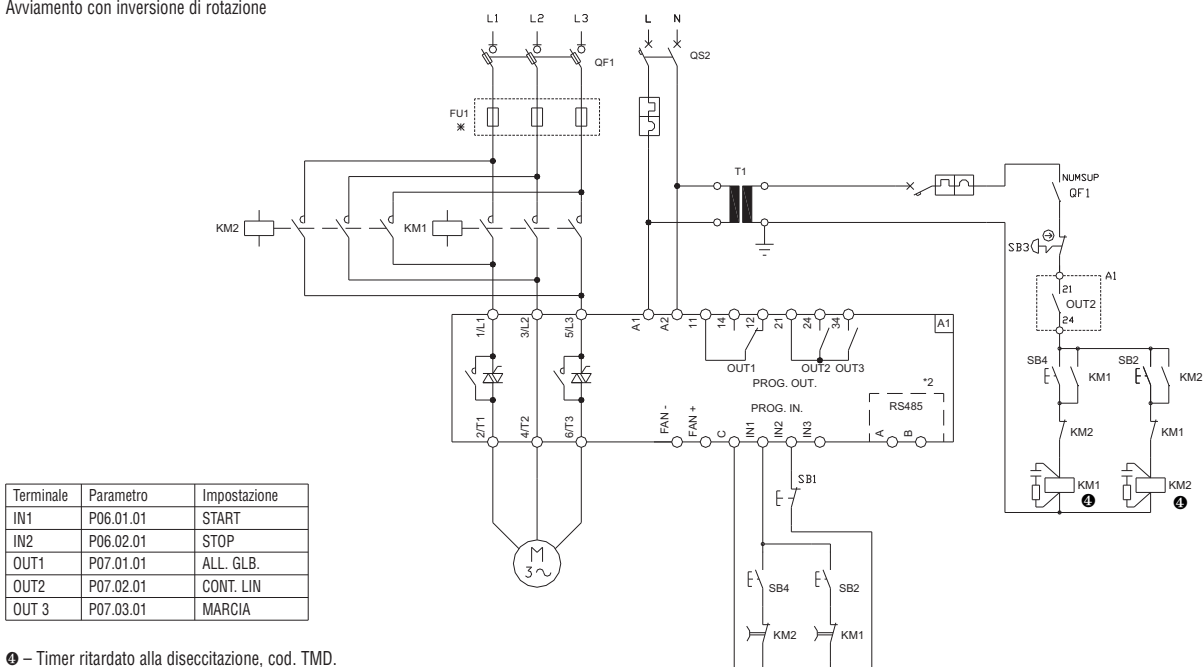 Avviamento con inversione di rotazione
L1 L2 L3 L N
QF1 QS2
FU1
T1
NUMSUP
QF1
KM2 KM1
SB3
A1
21
OUT2
24
1/L1 3/L2 5/L3 A1 A2 11 14 12 21 24 34 A1
OUT1 OUT2 OUT3
PROG. OUT.
SB4 KM1 SB2 KM2
*2
RS485
PROG. IN.
2/T1 4/T2 6/T3 FAN - FAN + C IN1 IN2 IN3 A B
KM2 KM1
SB1
KM1 KM2
❹ ❹
M
3~
SB4 SB2
KM2 KM1
Terminale Parametro Impostazione
IN1 P06.01.01 START
IN2 P06.02.01 STOP
OUT1 P07.01.01 ALL. GLB.
OUT2 P07.02.01 CONT. LIN
OUT 3 P07.03.01 MARCIA
❹ – Timer ritardato alla diseccitazione, cod. TMD.